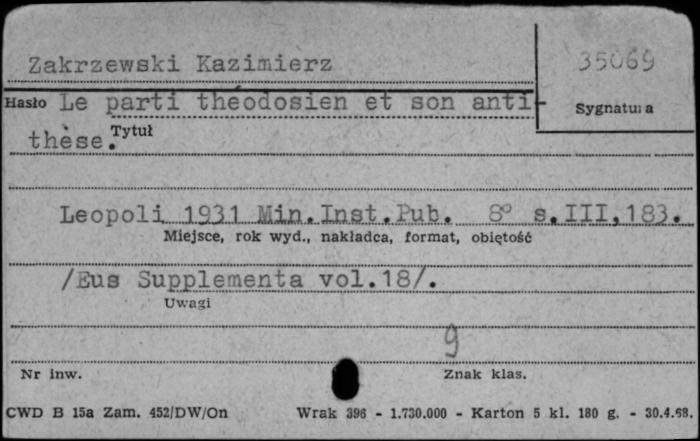 Zakrzewski Kazimierz
35069
Hasło Le parti théodosien et son anti-
Sygnatura
thèse. Tytuł
Leopoli 1931 Min.Inst.Pub. 8° s.III,183.
Miejsce, rok wyd., nakładca, format, obiętość
/Eus Supplementa vol.18/.
Uwagi
9
Nr inw. Znak klas.
CWD B 15a Zam. 452/DW/On Wrak 396 - 1.730.000 - Karton 5 kl. 180 g. - 30.4.68.